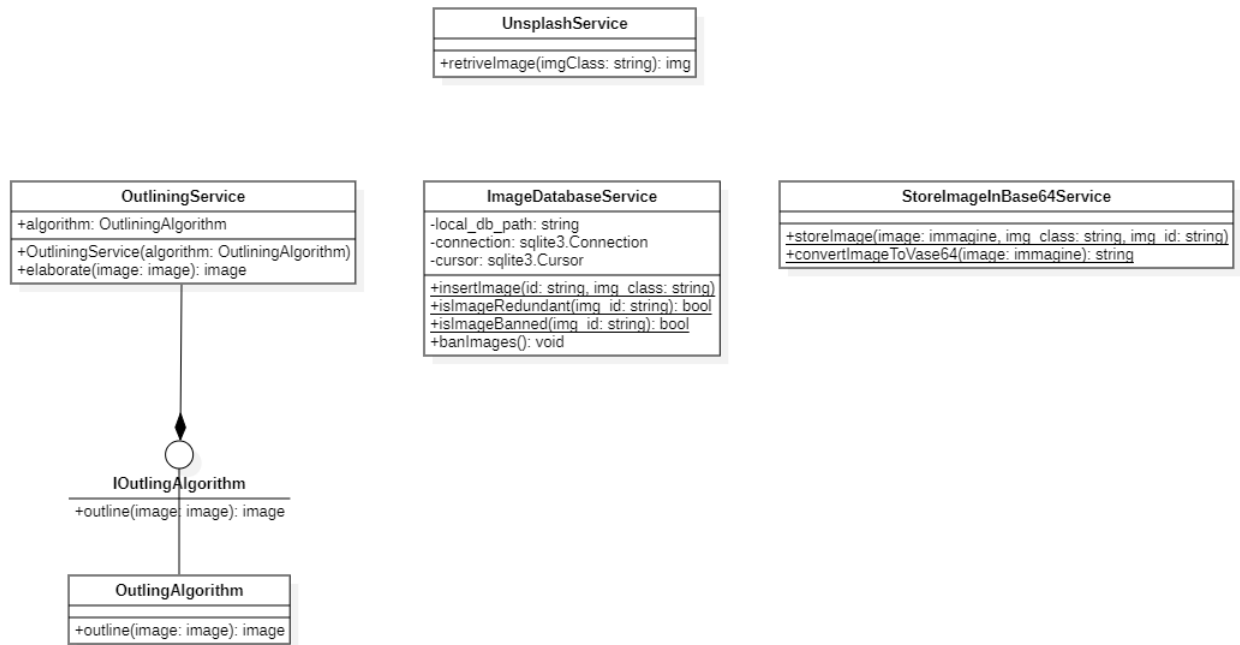 UnsplashService
+retriveImage(imgClass: string): img
OutliningService
+algorithm: OutliningAlgorithm
+OutliningService(algorithm: OutliningAlgorithm)
+elaborate(image: image): image
ImageDatabaseService
-local_db_path: string
-connection: sqlite3.Connection
-cursor: sqlite3.Cursor
+insertImage(id: string, img_class: string)
+isImageRedundant(img_id: string): bool
+isImageBanned(img_id: string): bool
+banImages(): void
StoreImageInBase64Service
+storeImage(image: immagine, img_class: string, img_id: string)
+convertImageToVase64(image: immagine): string
IOutlingAlgorithm
+outline(image: image): image
OutlingAlgorithm
+outline(image: image): image